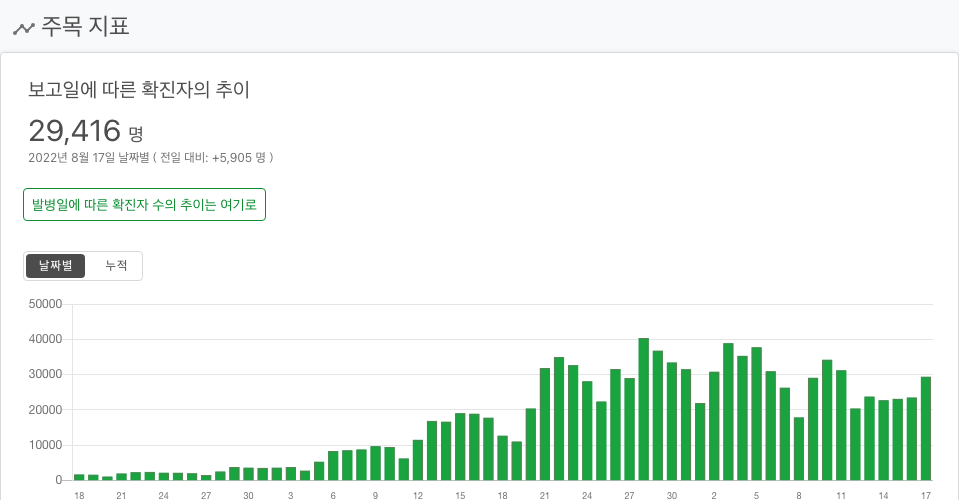 주목 지표
보고일에 따른 확진자의 추이
29,416 명
2022년 8월 17일 날짜별 ( 전일 대비: +5,905 명 )
발병일에 따른 확진자 수의 추이는 여기로
날짜별 누적
50000
40000
30000
20000
10000
0
18 21 24 27 30 3 6 9 12 15 18 21 24 27 30 2 5 8 11 14 17